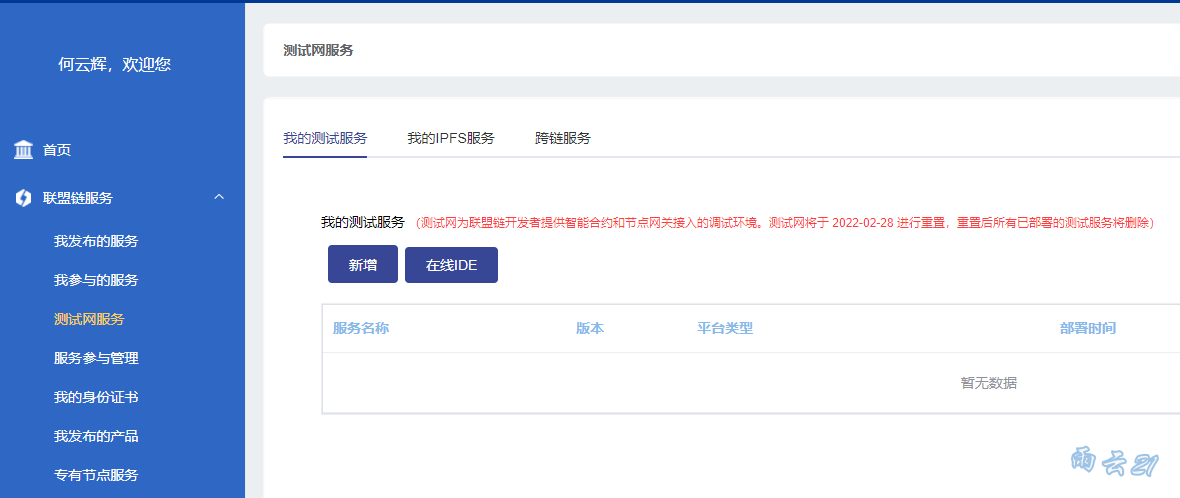 何云辉，欢迎您
首页
联盟链服务
我发布的服务
我参与的服务
测试网服务
服务参与管理
我的身份证书
我发布的产品
专有节点服务
测试网服务
我的测试服务 我的IPFS服务 跨链服务
我的测试服务 （测试网为联盟链开发者提供智能合约和节点网关接入的调试环境。测试网将于 2022-02-28 进行重置，重置后所有已部署的测试服务将删除）
新增 在线IDE
服务名称 版本 平台类型 部署时间
暂无数据
雨云21